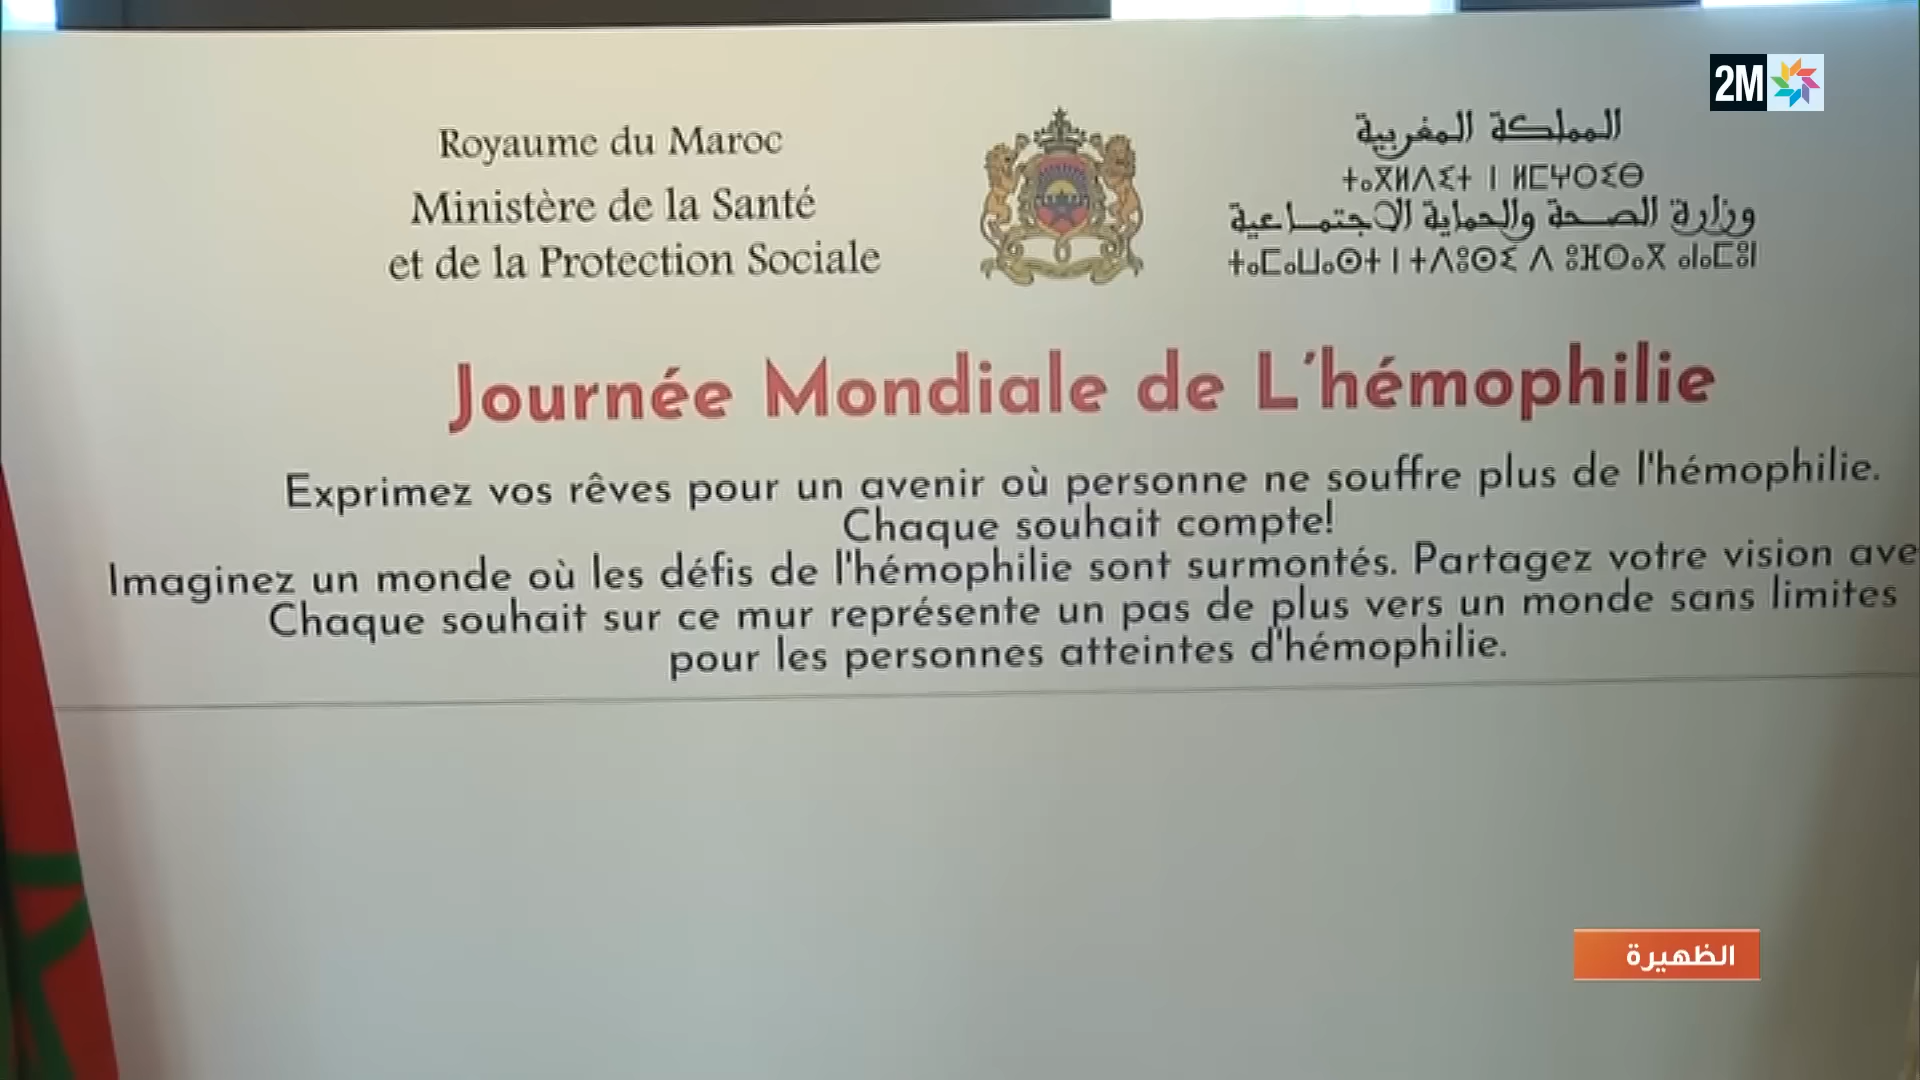 2M
Royaume du Maroc
Ministère de la Santé
et de la Protection Sociale
المملكة المغربية
ⵜⴰⴳⵍⴷⵉⵜ ⵏ ⵍⵎⵖⵔⵉⴱ
وزارة الصحة والحماية الاجتماعية
ⵜⴰⵎⴰⵡⴰⵙⵜ ⵏ ⵜⴷⵓⵙⵉ ⴷ ⵓⴼⵔⴰⴳ ⴰⵏⴰⵎⵓⵏ
Journée Mondiale de L'hémophilie
Exprimez vos rêves pour un avenir où personne ne souffre plus de l'hémophilie.
Chaque souhait compte!
Imaginez un monde où les défis de l'hémophilie sont surmontés. Partagez votre vision ave
Chaque souhait sur ce mur représente un pas de plus vers un monde sans limites
pour les personnes atteintes d'hémophilie.
الظهيرة